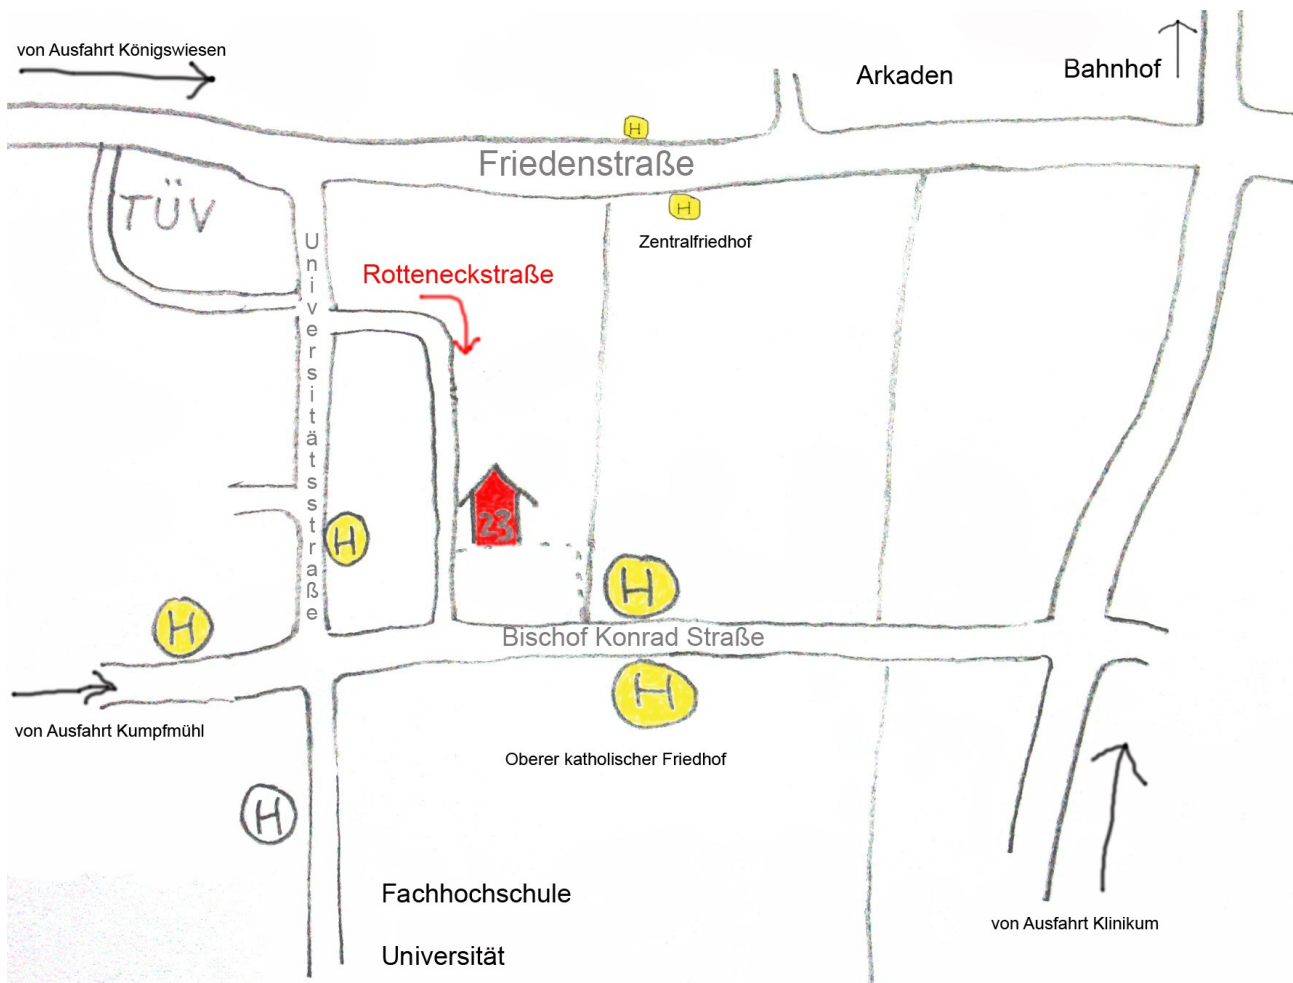 von Ausfahrt Königswiesen
Arkaden
Bahnhof
H
Friedenstraße
TÜV
H
Zentralfriedhof
Universitätsstraße
Rotteneckstraße
23
H
H
H
Bischof Konrad Straße
H
von Ausfahrt Kumpfmühl
Oberer katholischer Friedhof
H
Fachhochschule
von Ausfahrt Klinikum
Universität